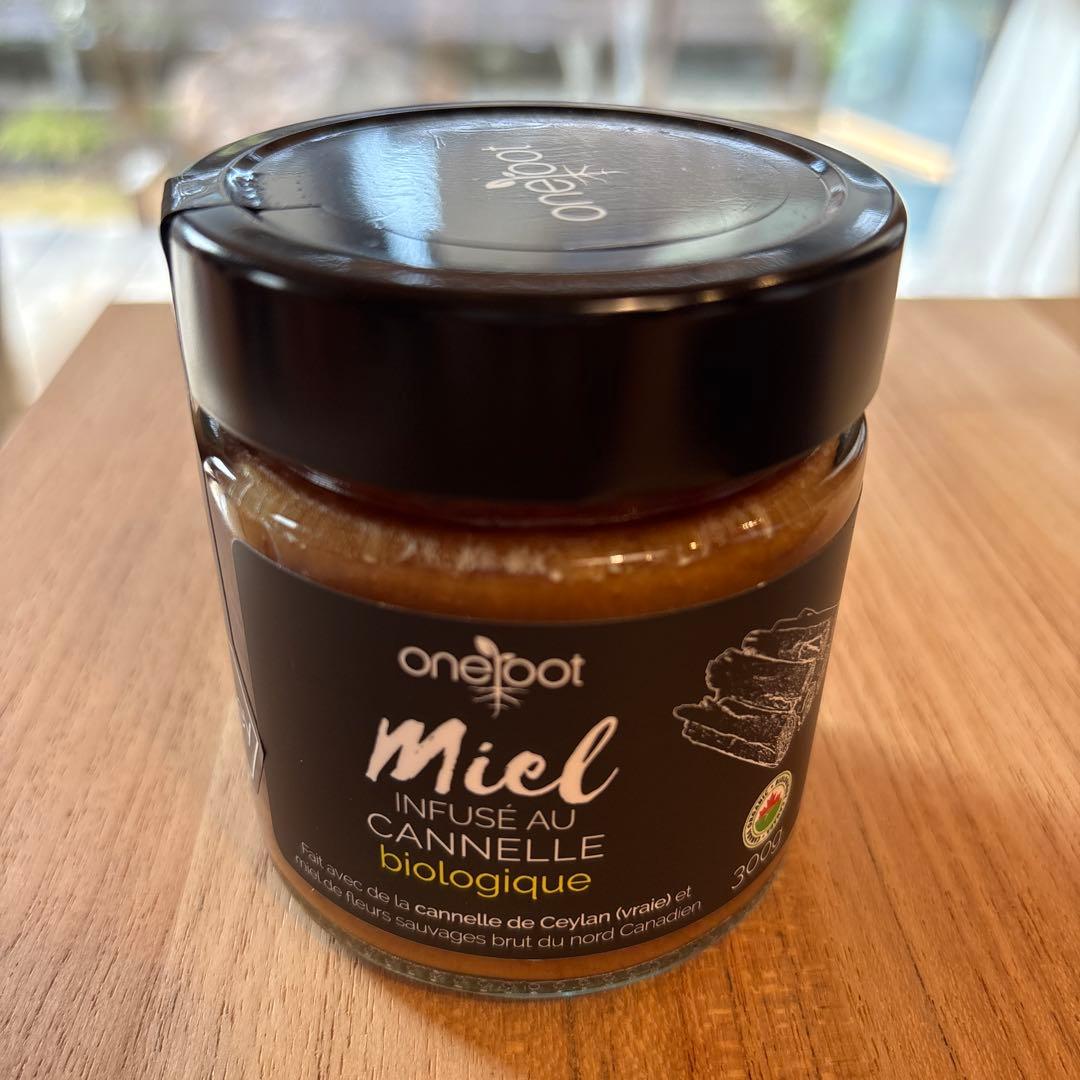 oneroot
oneroot
Miel
INFUSÉ AU
CANNELLE
biologique
Fait avec de la cannelle de Ceylan (vraie) et
miel de fleurs sauvages brut du nord Canadien
300g